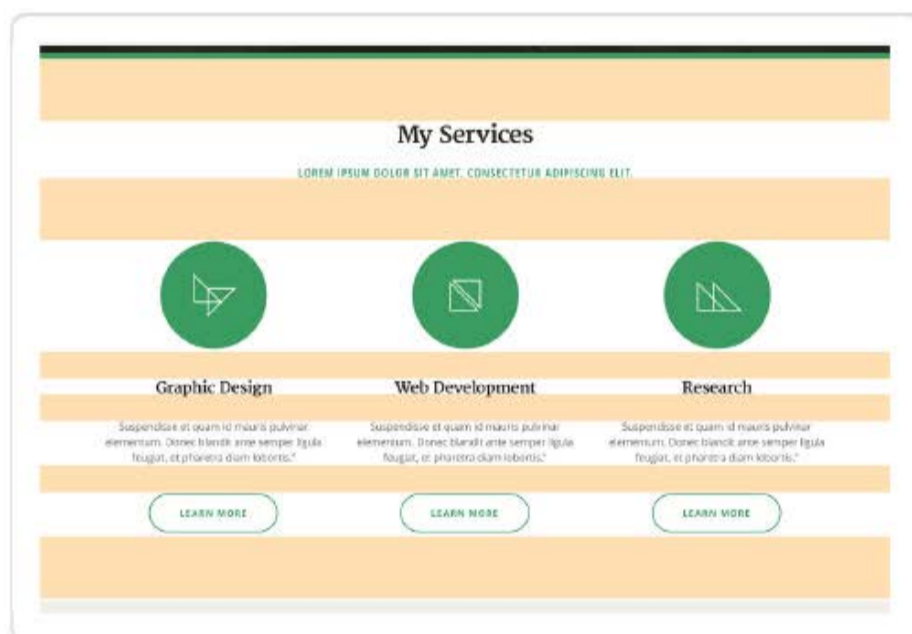 My Services
LOREM IPSUM DOLOR SIT AMET, CONSECTETUR ADIPISCING ELIT.
Graphic Design
Web Development
Research
Suspendisse et quam id mauris pulvinar
elementum. Donec blandit ante semper ligula
feugiat, et pharetra diam lobortis."
Suspendisse et quam id mauris pulvinar
elementum. Donec blandit ante semper ligula
feugiat, et pharetra diam lobortis."
Suspendisse et quam id mauris pulvinar
elementum. Donec blandit ante semper ligula
feugiat, et pharetra diam lobortis."
LEARN MORE
LEARN MORE
LEARN MORE